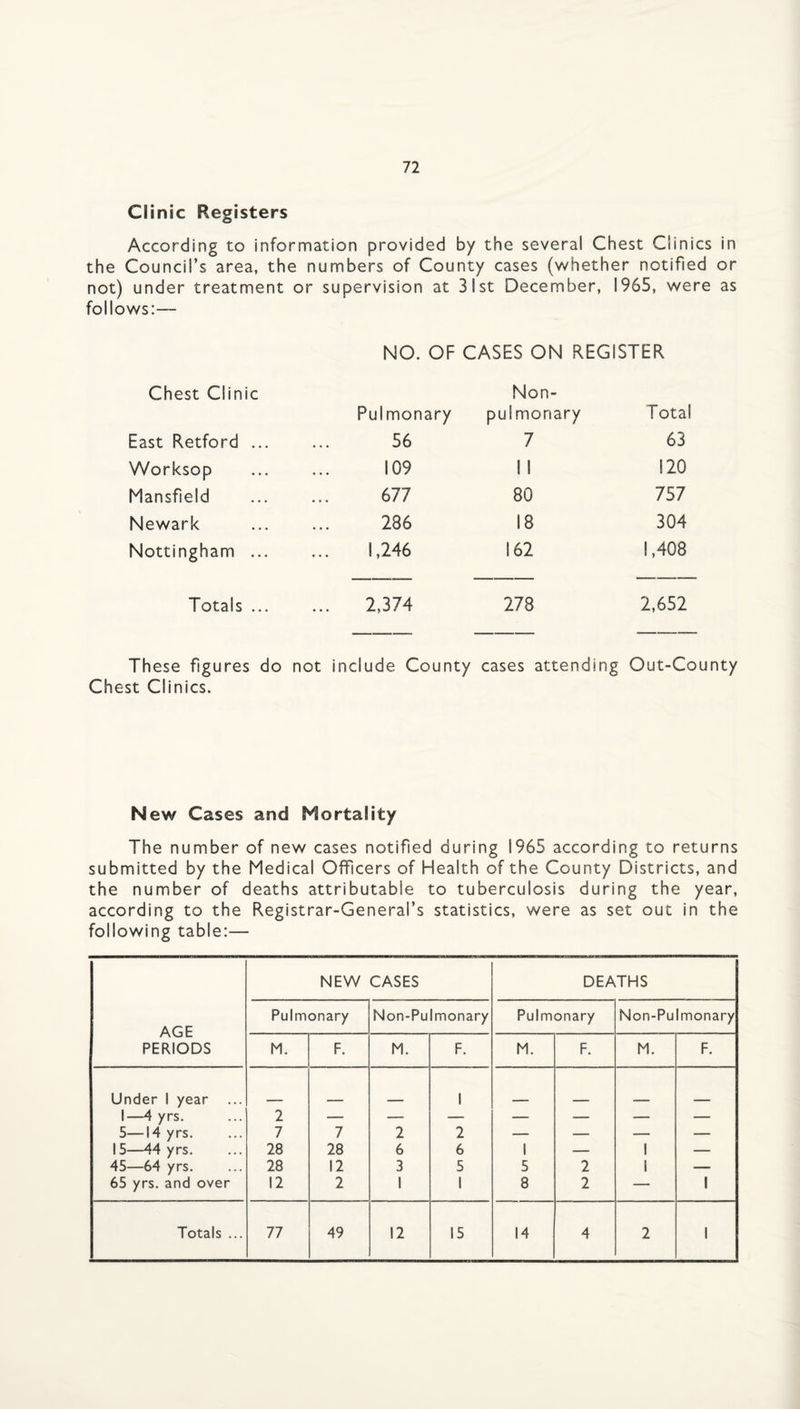 72
Clinic Registers
According to information provided by the several Chest Clinics in
the Council's area, the numbers of County cases (whether notified or
not) under treatment or supervision at 31st December, 1965, were as
follows:—
NO. OF CASES ON REGISTER
Chest Clinic Pulmonary Non-pulmonary Total
East Retford ... ... 56 7 63
Worksop ... ... 109 11 120
Mansfield ... ... 677 80 757
Newark ... ... 286 18 304
Nottingham ... ... 1,246 162 1,408
Totals ... ... 2,374 278 2,652
These figures do not include County cases attending Out-County
Chest Clinics.
New Cases and Mortality
The number of new cases notified during 1965 according to returns
submitted by the Medical Officers of Health of the County Districts, and
the number of deaths attributable to tuberculosis during the year,
according to the Registrar-General's statistics, were as set out in the
following table:—
AGE PERIODS NEW CASES DEATHS
Pulmonary Non-Pulmonary Pulmonary Non-Pulmonary
M. F. M. F. M. F. M. F.
Under 1 year ... — — — 1 — — — —
1—4 yrs. ... 2 — — — — — — —
5—14 yrs. ... 7 7 2 2 — — — —
15—44 yrs. ... 28 28 6 6 1 — 1 —
45—64 yrs. ... 28 12 3 5 5 2 1 —
65 yrs. and over 12 2 1 1 8 2 — 1
Totals ... 77 49 12 15 14 4 2 1